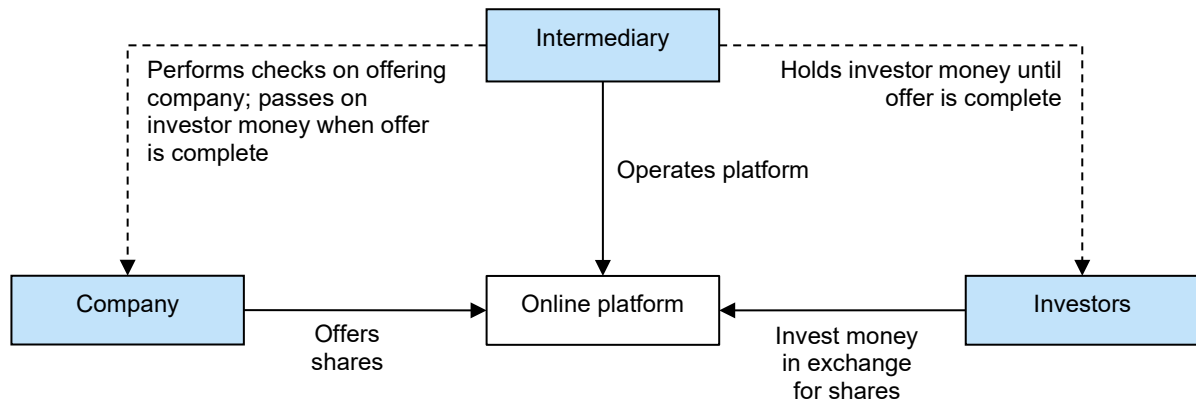 Intermediary
Performs checks on offering
company; passes on
investor money when offer
is complete
Holds investor money until
offer is complete
Operates platform
Company
Online platform
Investors
Offers
shares
Invest money
in exchange
for shares